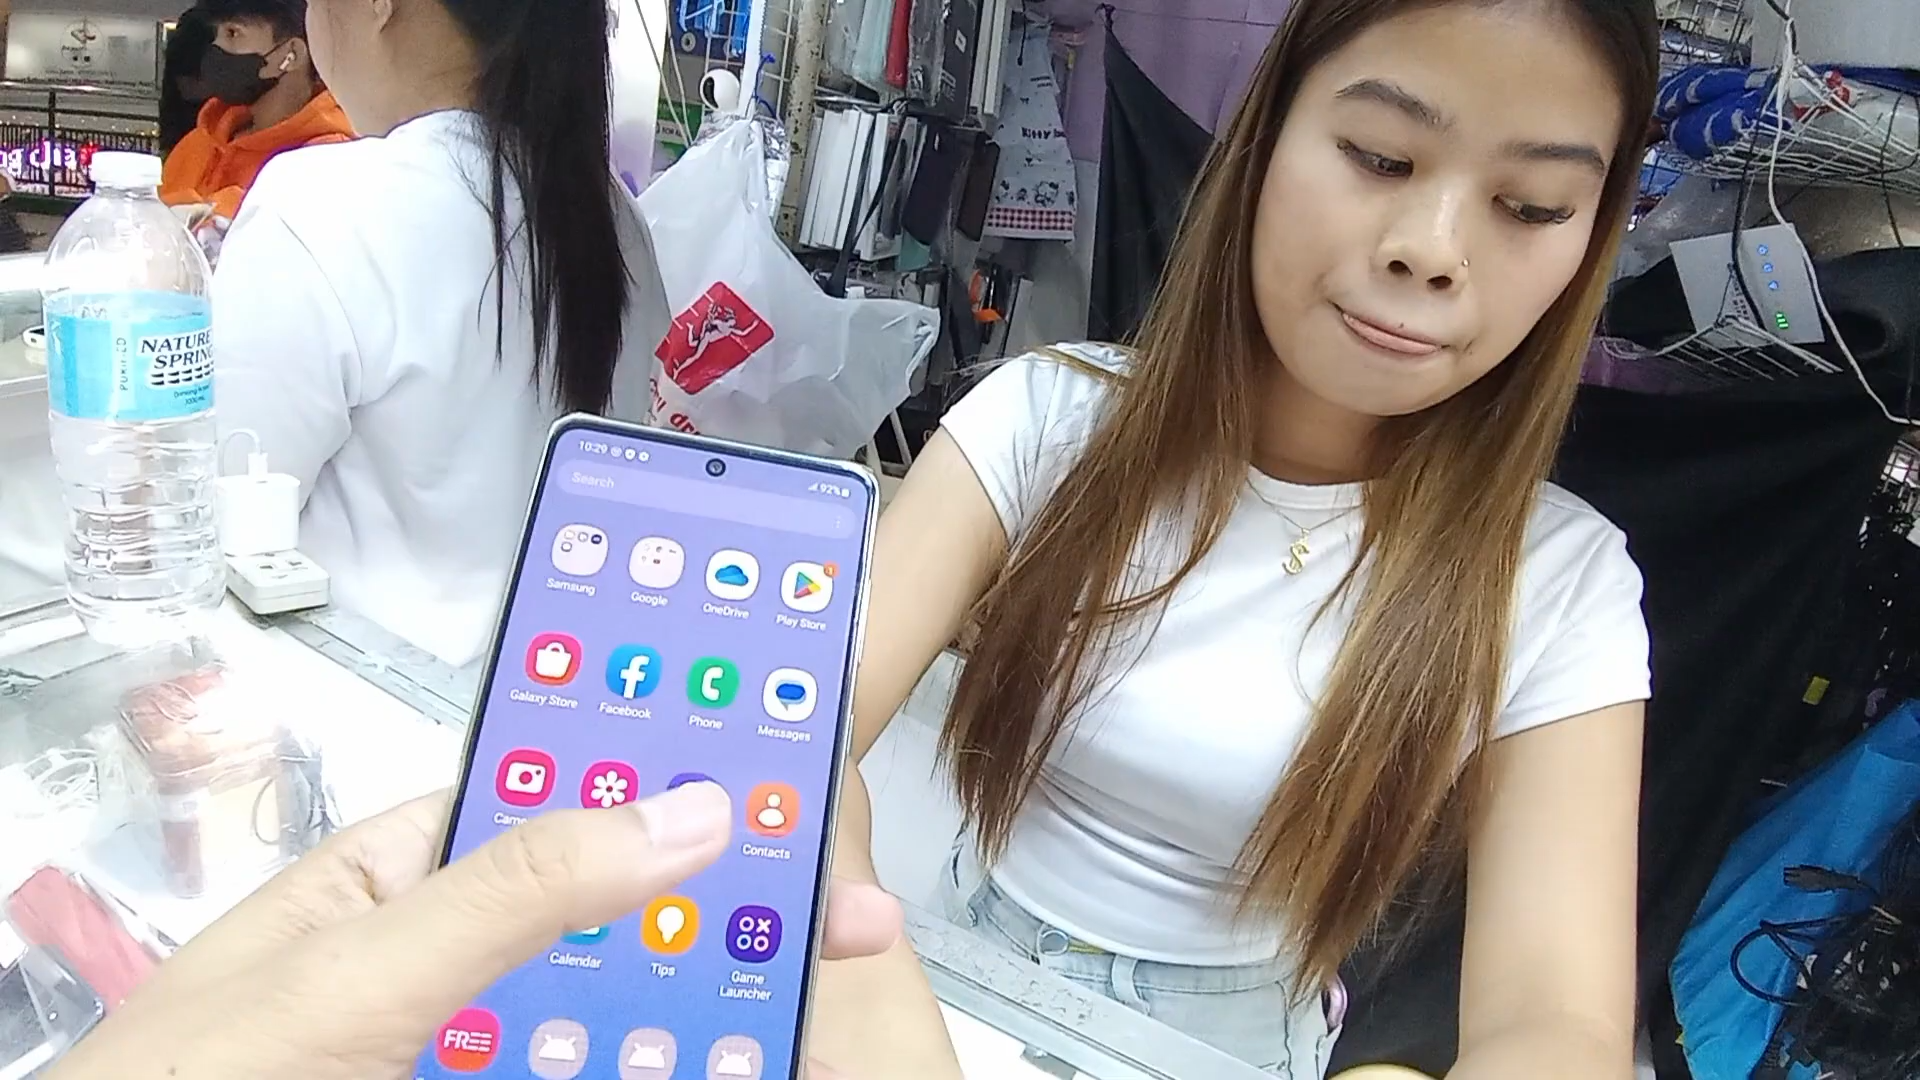 NATURE
SPRING
PURIFIED
10:29
92%
Search
Samsung
Google
OneDrive
Play Store
Galaxy Store
Facebook
Phone
Messages
Contacts
Calendar
Tips
Game
Launcher
FREE